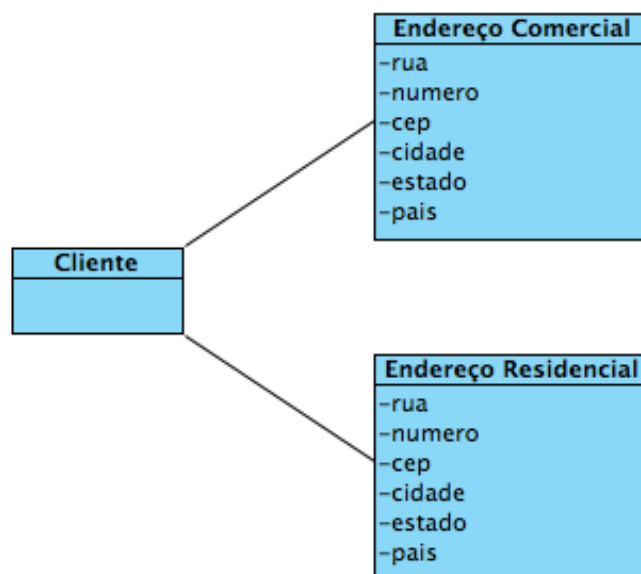 Endereço Comercial
-rua
-numero
-cep
-cidade
-estado
-pais
Cliente
Endereço Residencial
-rua
-numero
-cep
-cidade
-estado
-pais